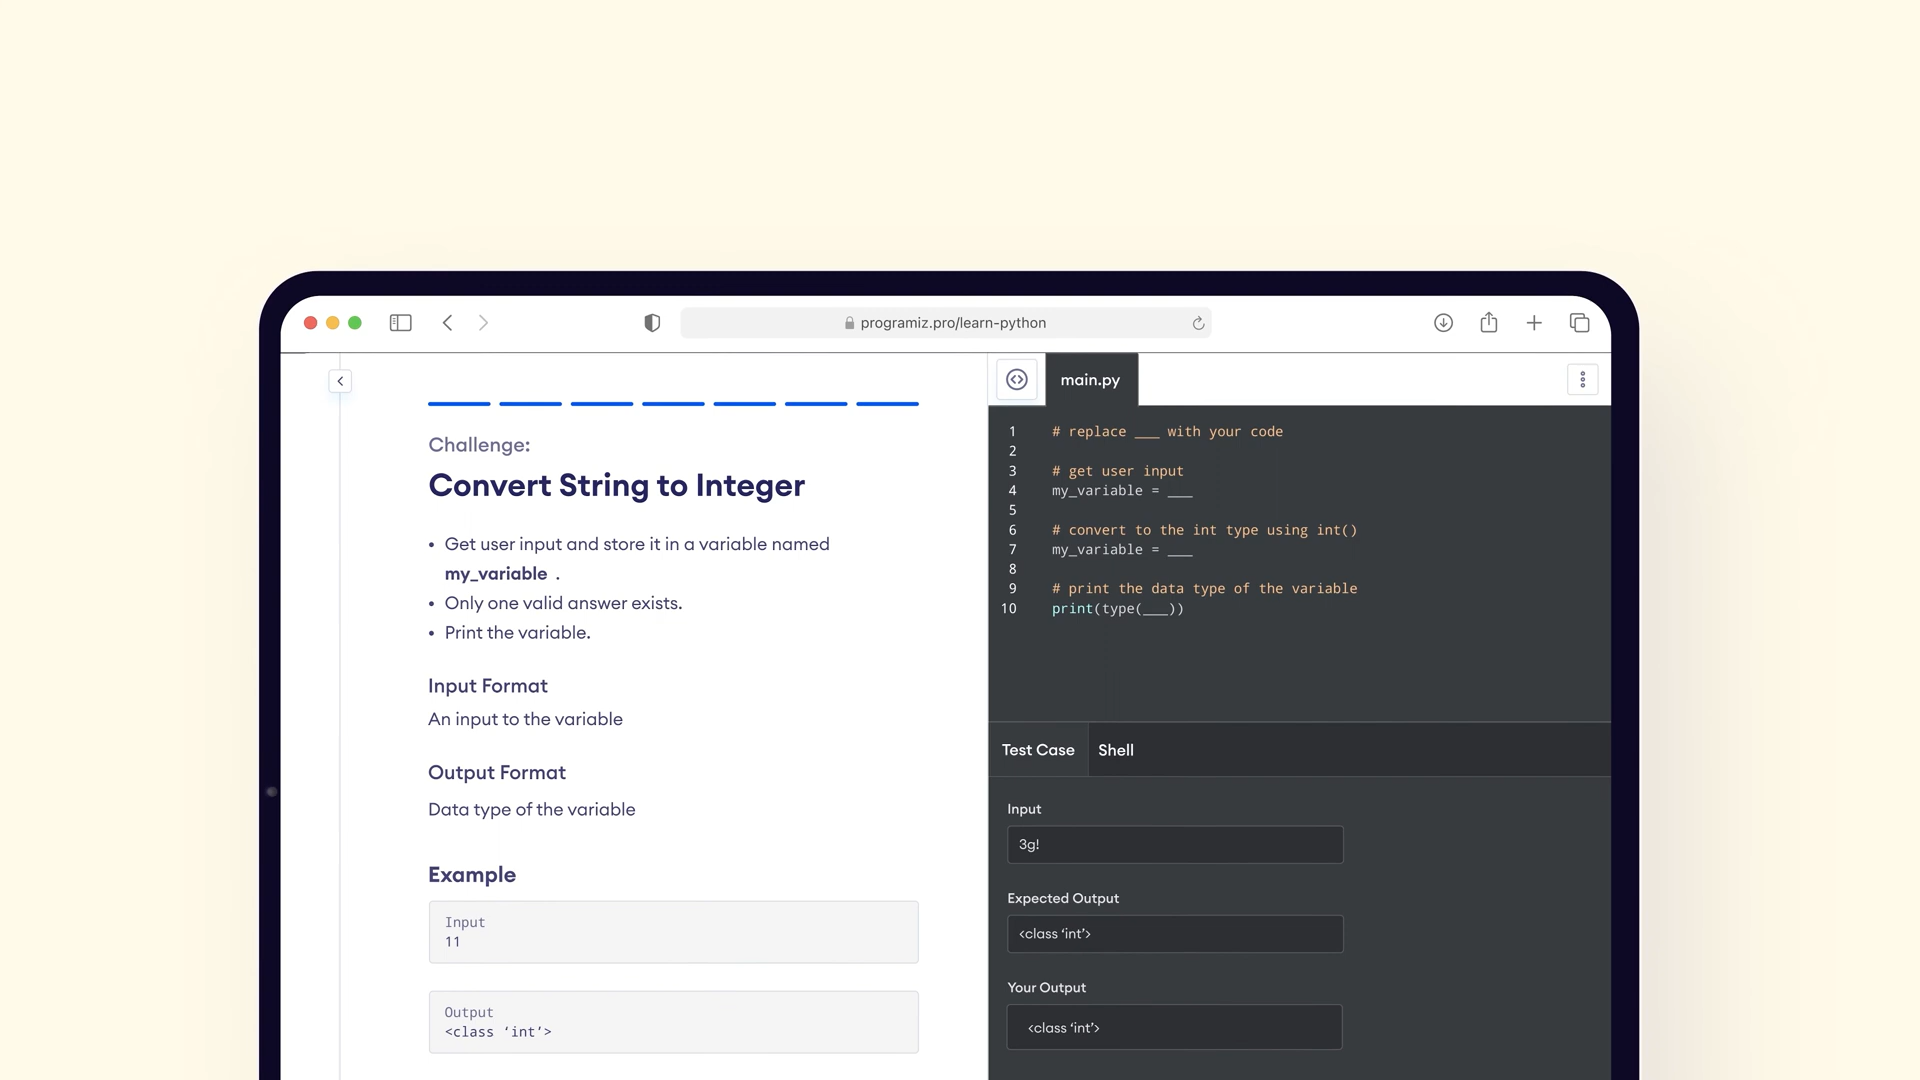 programiz.pro/learn-python
Challenge:
Convert String to Integer
• Get user input and store it in a variable named
my_variable .
• Only one valid answer exists.
• Print the variable.
Input Format
An input to the variable
Output Format
Data type of the variable
Example
Input
11
Output
<class ‘int’>
main.py
1 # replace ___ with your code
2
3 # get user input
4 my_variable = ___
5
6 # convert to the int type using int()
7 my_variable = ___
8
9 # print the data type of the variable
10 print(type(___))
Test Case Shell
Input
3g!
Expected Output
<class ‘int’>
Your Output
<class ‘int’>